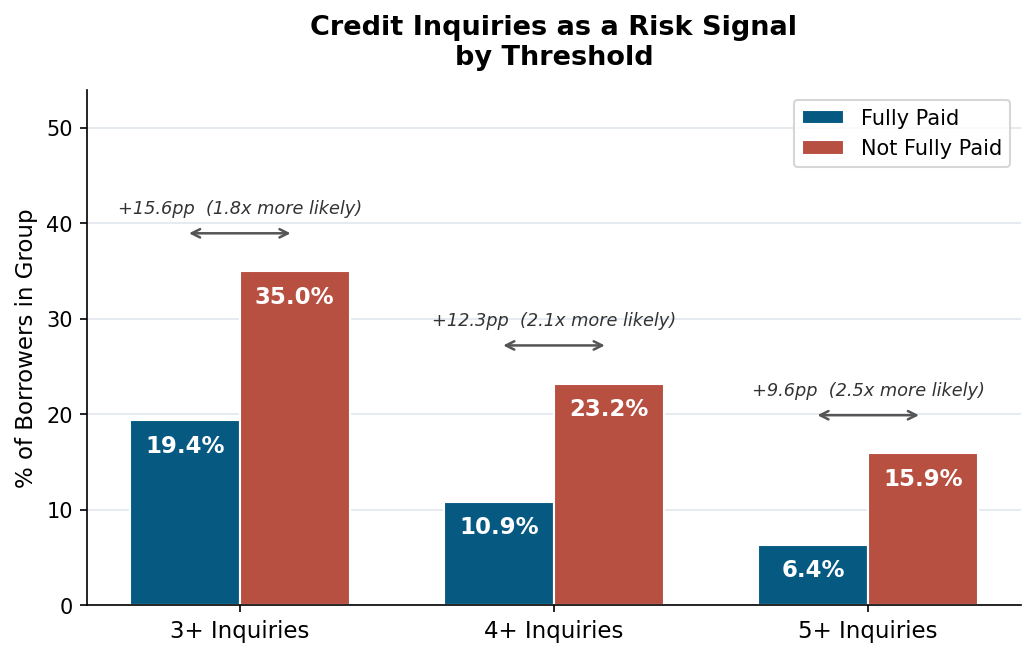 Credit Inquiries as a Risk Signal
by Threshold
% of Borrowers in Group
50
40
30
20
10
0
Fully Paid
Not Fully Paid
+15.6pp  (1.8x more likely)
19.4%
35.0%
+12.3pp  (2.1x more likely)
10.9%
23.2%
+9.6pp  (2.5x more likely)
6.4%
15.9%
3+ Inquiries
4+ Inquiries
5+ Inquiries